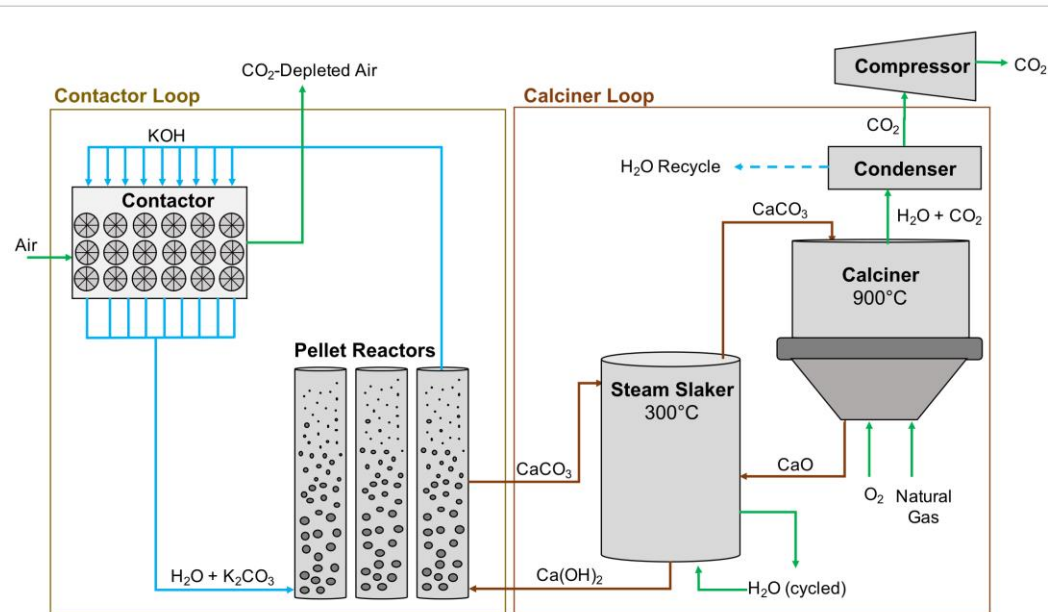 Compressor
CO₂
CO₂-Depleted Air
Contactor Loop
Calciner Loop
CO₂
KOH
H₂O Recycle
Condenser
Contactor
CaCO₃
H₂O + CO₂
Air
Calciner
900°C
Pellet Reactors
Steam Slaker
300°C
CaCO₃
CaO
O₂
Natural
Gas
H₂O + K₂CO₃
Ca(OH)₂
H₂O (cycled)